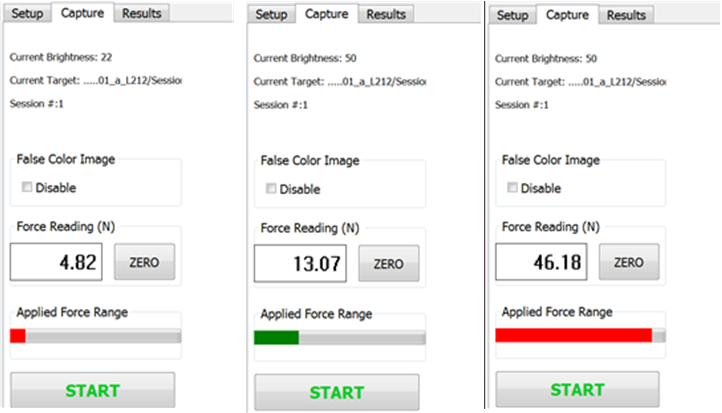 Setup Capture Results
Current Brightness: 22
Current Target: .....01_a_L212/Sessio
Session #:1
False Color Image
Disable
Force Reading (N)
4.82 ZERO
Applied Force Range
START
Setup Capture Results
Current Brightness: 50
Current Target: .....01_a_L212/Sessio
Session #:1
False Color Image
Disable
Force Reading (N)
13.07 ZERO
Applied Force Range
START
Setup Capture Results
Current Brightness: 50
Current Target: .....01_a_L212/Sessio
Session #:1
False Color Image
Disable
Force Reading (N)
46.18 ZERO
Applied Force Range
START